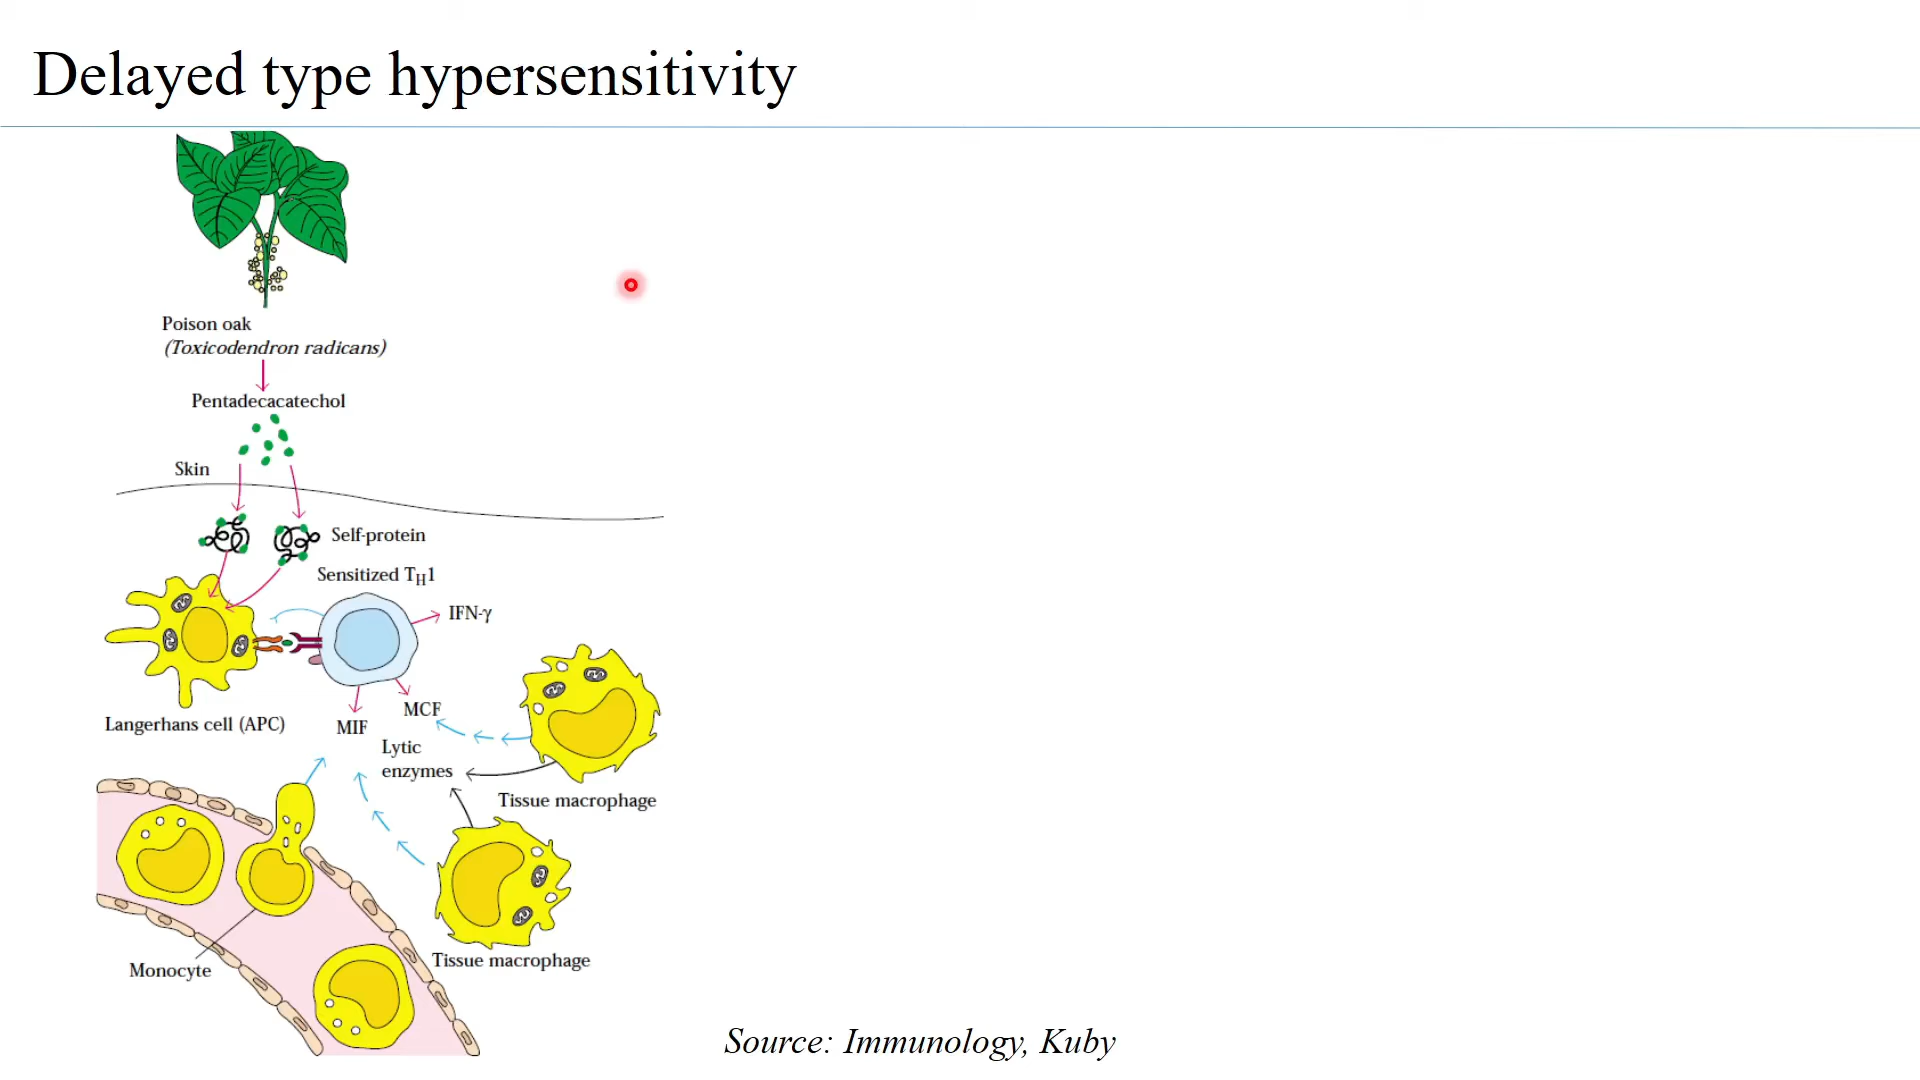 Delayed type hypersensitivity
Poison oak
(Toxicodendron radicans)
Pentadecacatechol
Skin
Self-protein
Sensitized TH1
IFN-γ
Langerhans cell (APC)
MIF
MCF
Lytic
enzymes
Tissue macrophage
Tissue macrophage
Monocyte
Source: Immunology, Kuby